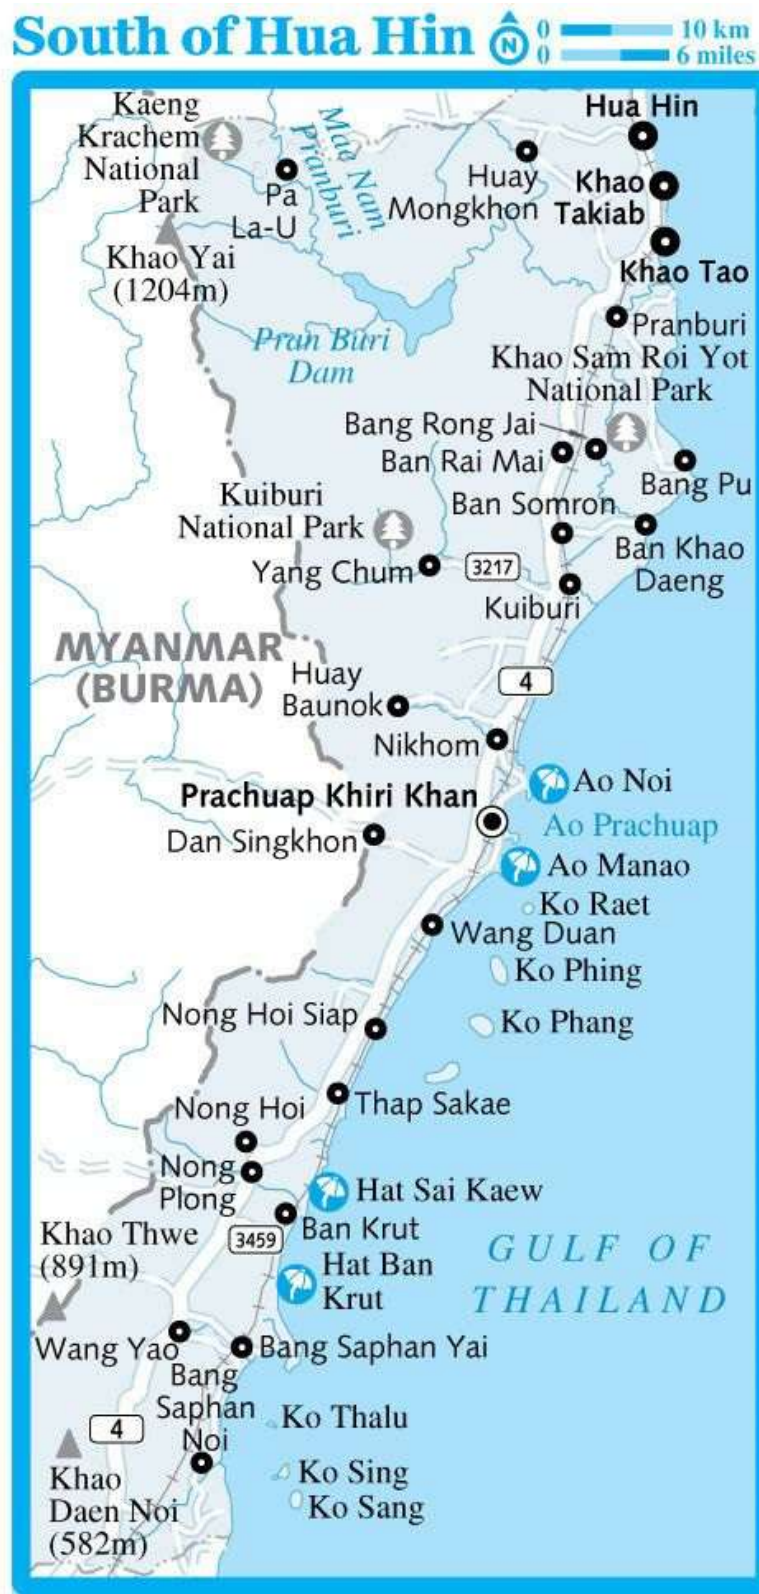 South of Hua Hin
N
0 10 km
0 6 miles
Kaeng
Krachem
National
Park
Mae Nam
Pranburi
Hua Hin
Pa
La-U
Huay
Mongkhon
Khao
Takiab
Khao Yai
(1204m)
Khao Tao
Pran Buri
Dam
Pranburi
Khao Sam Roi Yot
National Park
Bang Rong Jai
Ban Rai Mai
Bang Pu
Kuiburi
National Park
Ban Somron
Ban Khao
Daeng
Yang Chum
3217
Kuiburi
MYANMAR
(BURMA)
Huay
Baunok
4
Nikhom
Ao Noi
Prachuap Khiri Khan
Ao Prachuap
Dan Singkhon
Ao Manao
Ko Raet
Wang Duan
Ko Phing
Nong Hoi Siap
Ko Phang
Thap Sakae
Nong Hoi
Nong
Plong
Hat Sai Kaew
Khao Thwe
(891m)
3459
Ban Krut
Hat Ban
Krut
GULF OF
THAILAND
Wang Yao
Bang Saphan Yai
Bang
Saphan
Noi
4
Ko Thalu
Khao
Daen Noi
(582m)
Ko Sing
Ko Sang